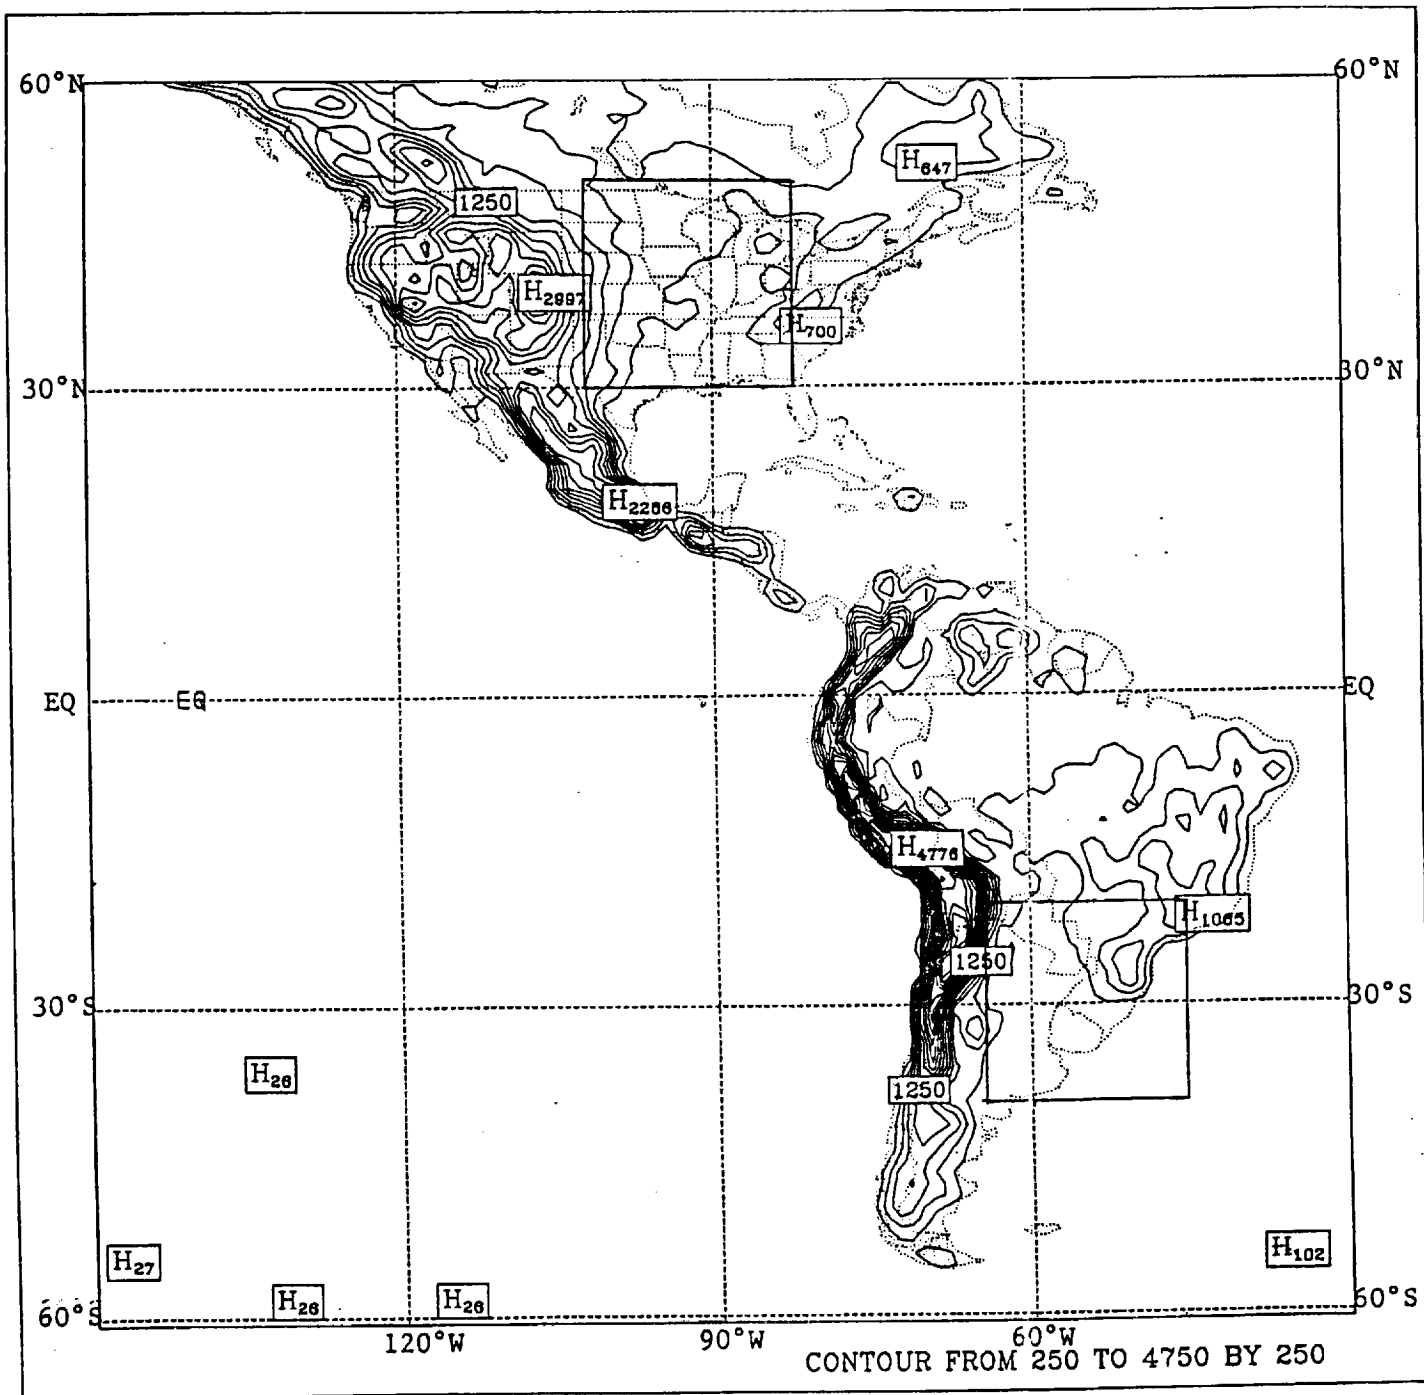 60°N 60°N
H647
1250
H2997
H700
30°N 30°N
H2266
EQ EQ EQ
H4776
H1065
1250
30°S 30°S
H26
1250
H27
H102
H26 H26
60°S 60°S
120°W 90°W 60°W
CONTOUR FROM 250 TO 4750 BY 250